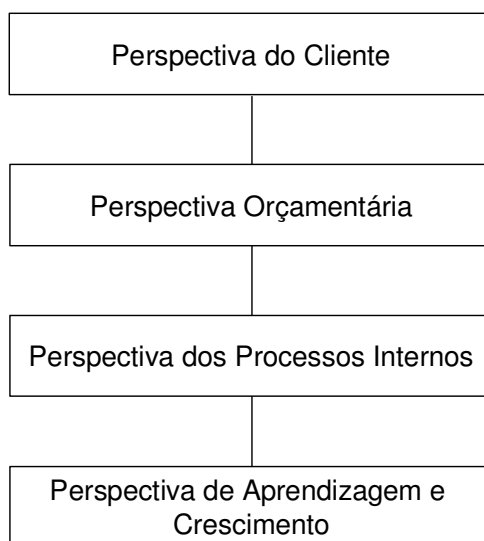 Perspectiva do Cliente
Perspectiva Orçamentária
Perspectiva dos Processos Internos
Perspectiva de Aprendizagem e
Crescimento